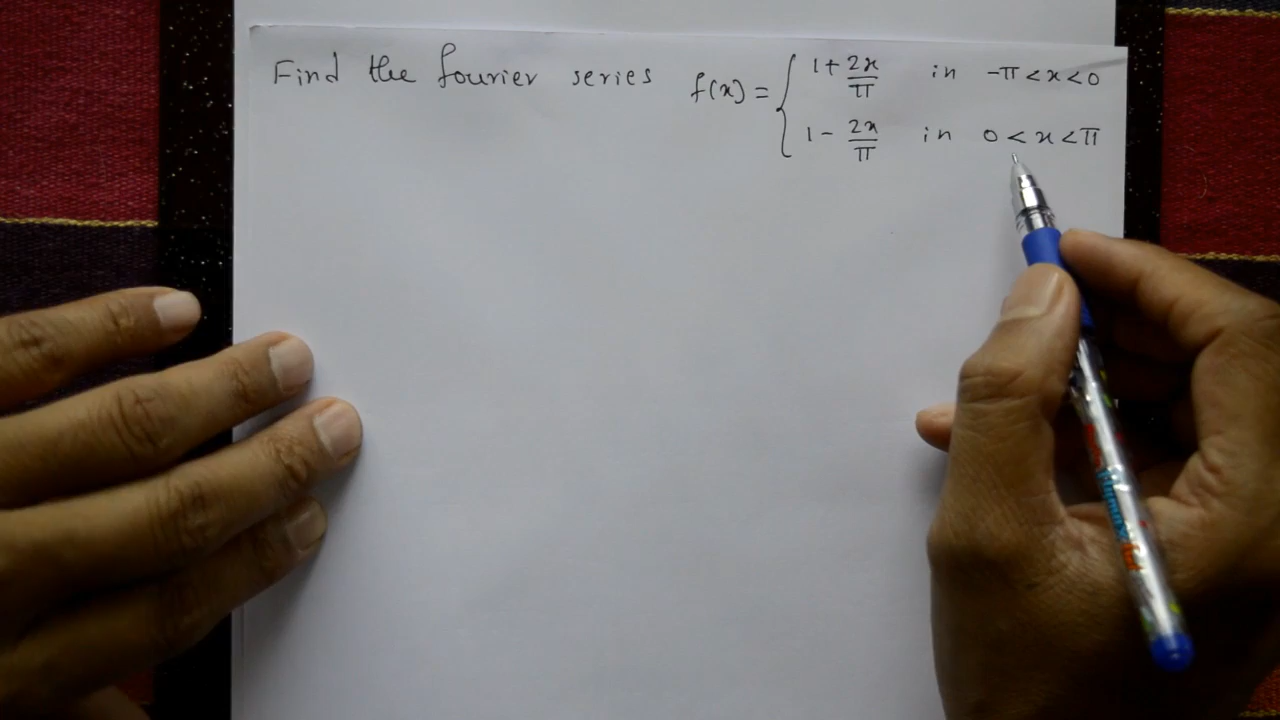 Find the fourier series f(x) = { 1 + 2x/π in -π < x < 0
1 - 2x/π in 0 < x < π